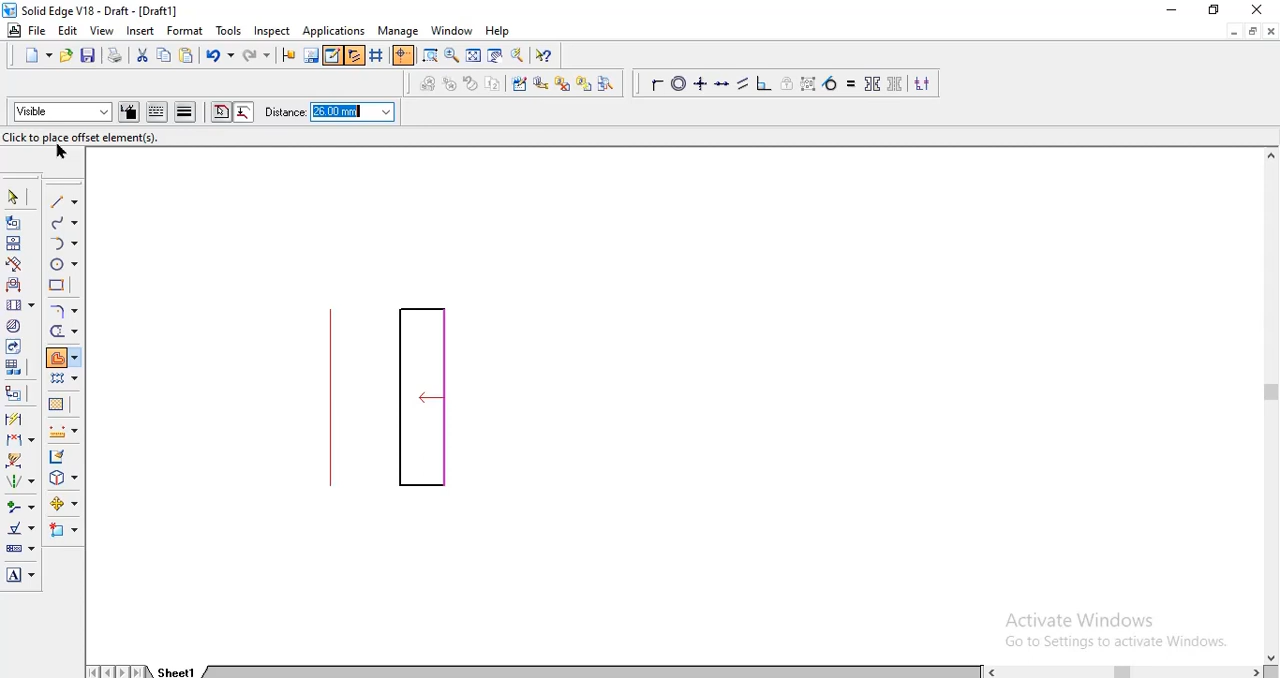 Solid Edge V18 - Draft - [Draft1]
File Edit View Insert Format Tools Inspect Applications Manage Window Help
Visible Distance: 26.00 mm
Click to place offset element(s).
A
Activate Windows
Go to Settings to activate Windows.
Sheet1